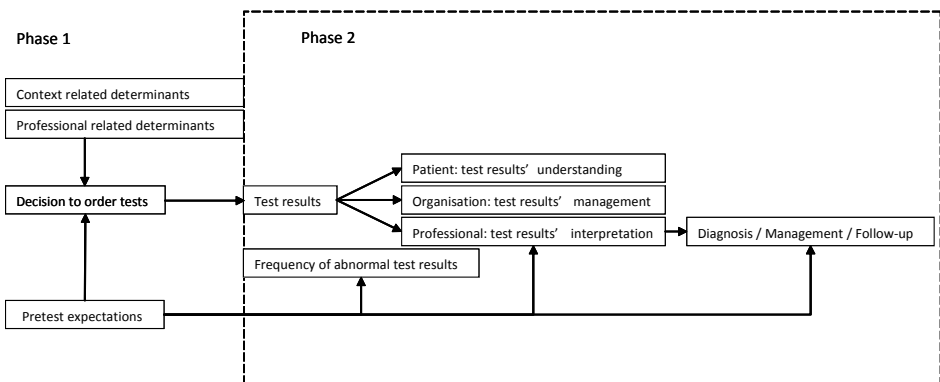 Phase 1
Phase 2
Context related determinants
Professional related determinants
Patient: test results' understanding
Decision to order tests
Test results
Organisation: test results' management
Professional: test results' interpretation
Diagnosis / Management / Follow-up
Frequency of abnormal test results
Pretest expectations